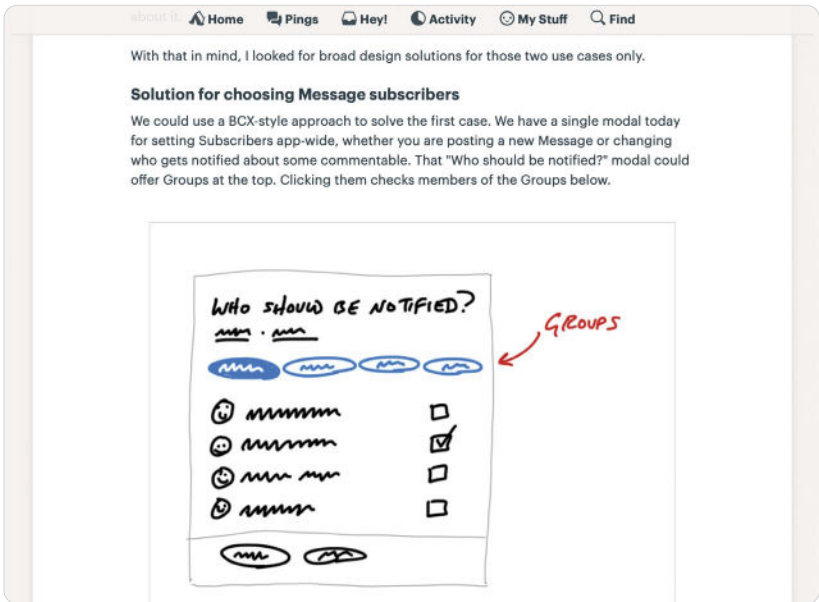 about it.
Home Pings Hey! Activity My Stuff Find
With that in mind, I looked for broad design solutions for those two use cases only.
Solution for choosing Message subscribers
We could use a BCX-style approach to solve the first case. We have a single modal today
for setting Subscribers app-wide, whether you are posting a new Message or changing
who gets notified about some commentable. That "Who should be notified?" modal could
offer Groups at the top. Clicking them checks members of the Groups below.
WHO SHOULD BE NOTIFIED?
GROUPS